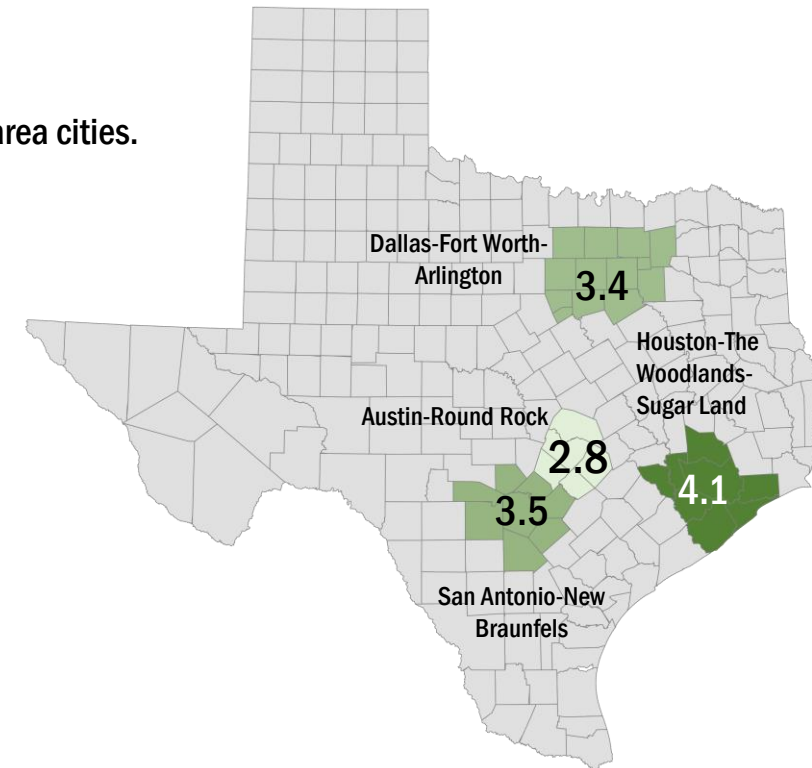 area cities.
Dallas-Fort Worth-
Arlington
3.4
Houston-The
Woodlands-
Sugar Land
Austin-Round Rock
2.8
4.1
3.5
San Antonio-New
Braunfels